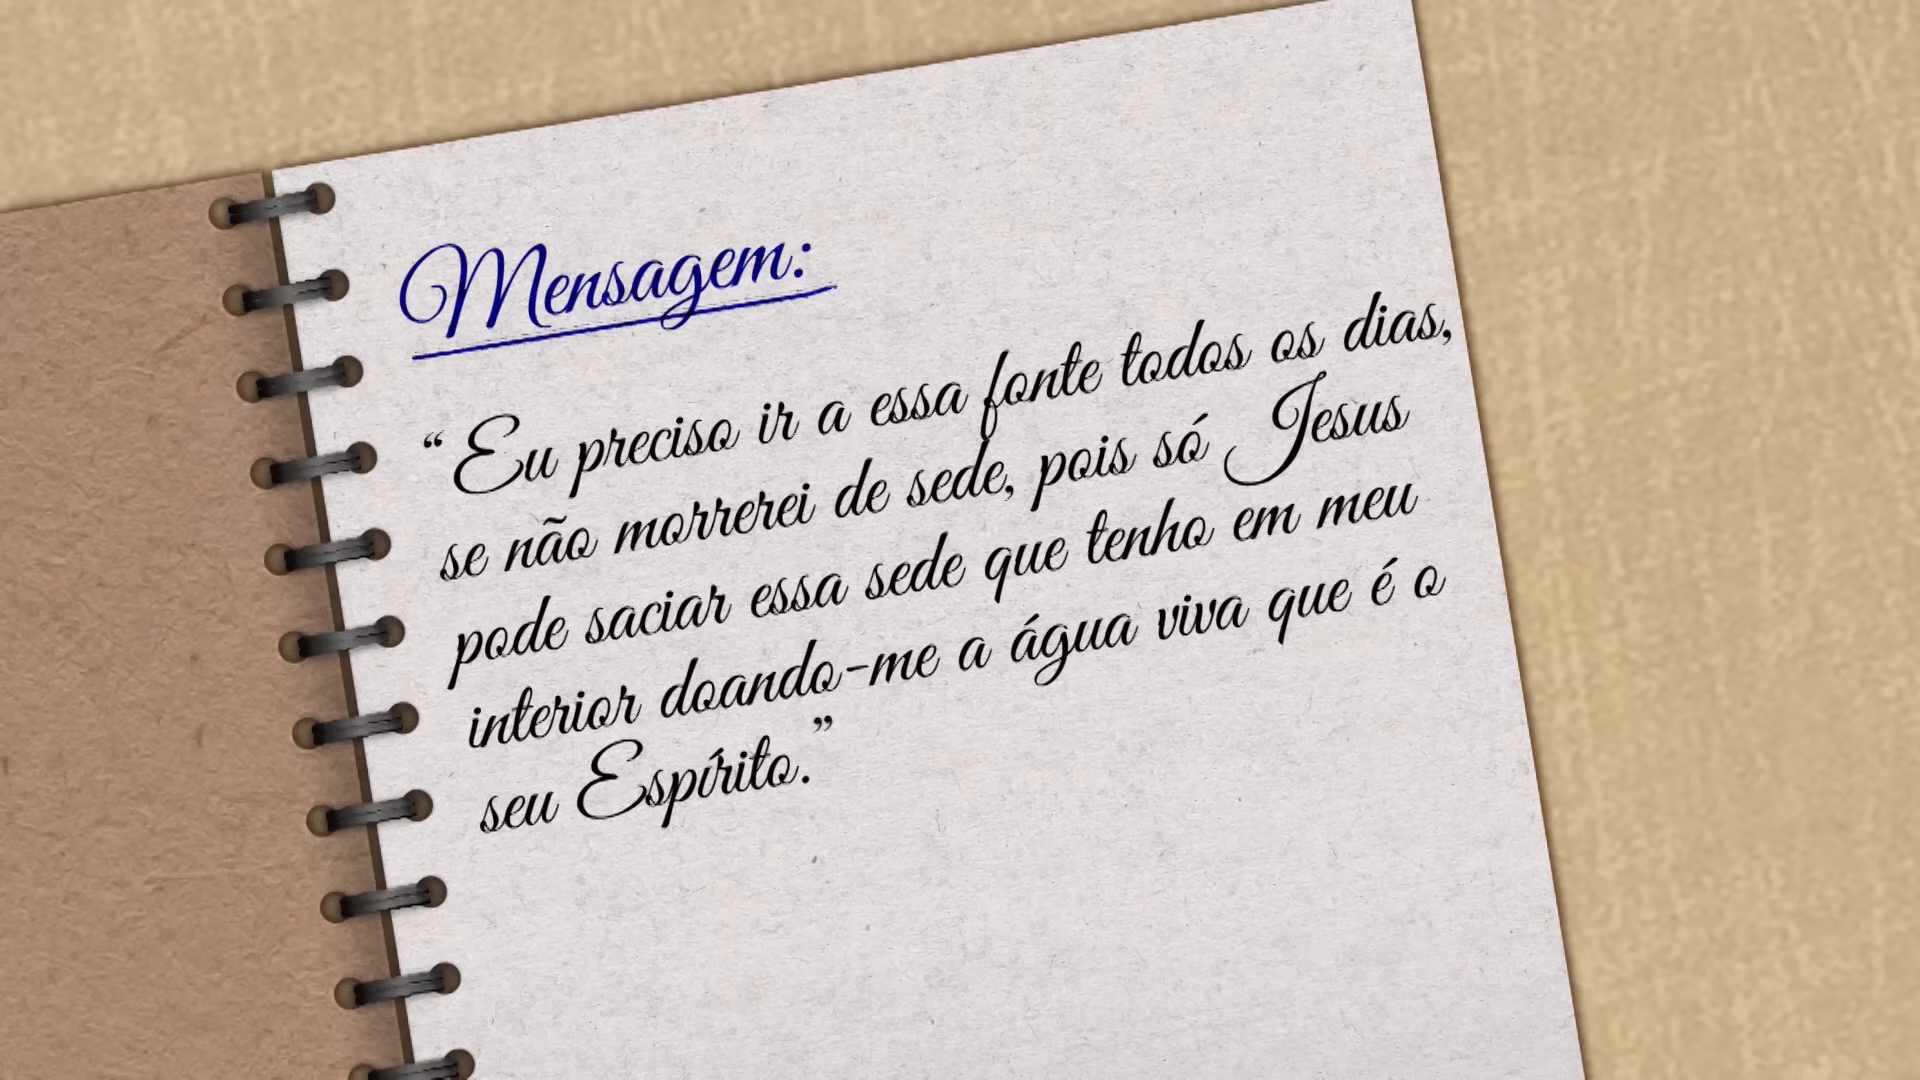 Mensagem:
“Eu preciso ir a essa fonte todos os dias,
se não morrerei de sede, pois só Jesus
pode saciar essa sede que tenho em meu
interior doando-me a água viva que é o
seu Espírito.”